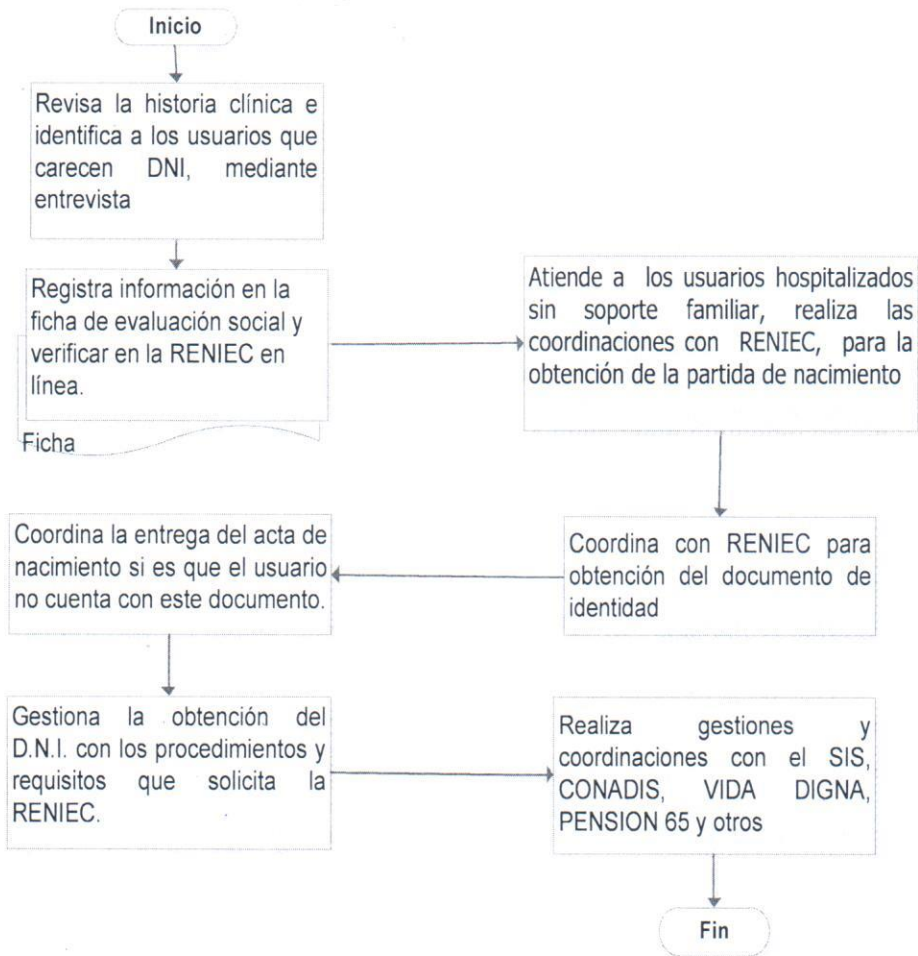 Inicio
Revisa la historia clínica e
identifica a los usuarios que
carecen DNI, mediante
entrevista
Registra información en la
ficha de evaluación social y
verificar en la RENIEC en
línea.
Ficha
Atiende a los usuarios hospitalizados
sin soporte familiar, realiza las
coordinaciones con RENIEC, para la
obtención de la partida de nacimiento
Coordina con RENIEC para
obtención del documento de
identidad
Coordina la entrega del acta de
nacimiento si es que el usuario
no cuenta con este documento.
Gestiona la obtención del
D.N.I. con los procedimientos y
requisitos que solicita la
RENIEC.
Realiza gestiones y
coordinaciones con el SIS,
CONADIS, VIDA DIGNA,
PENSION 65 y otros
Fin